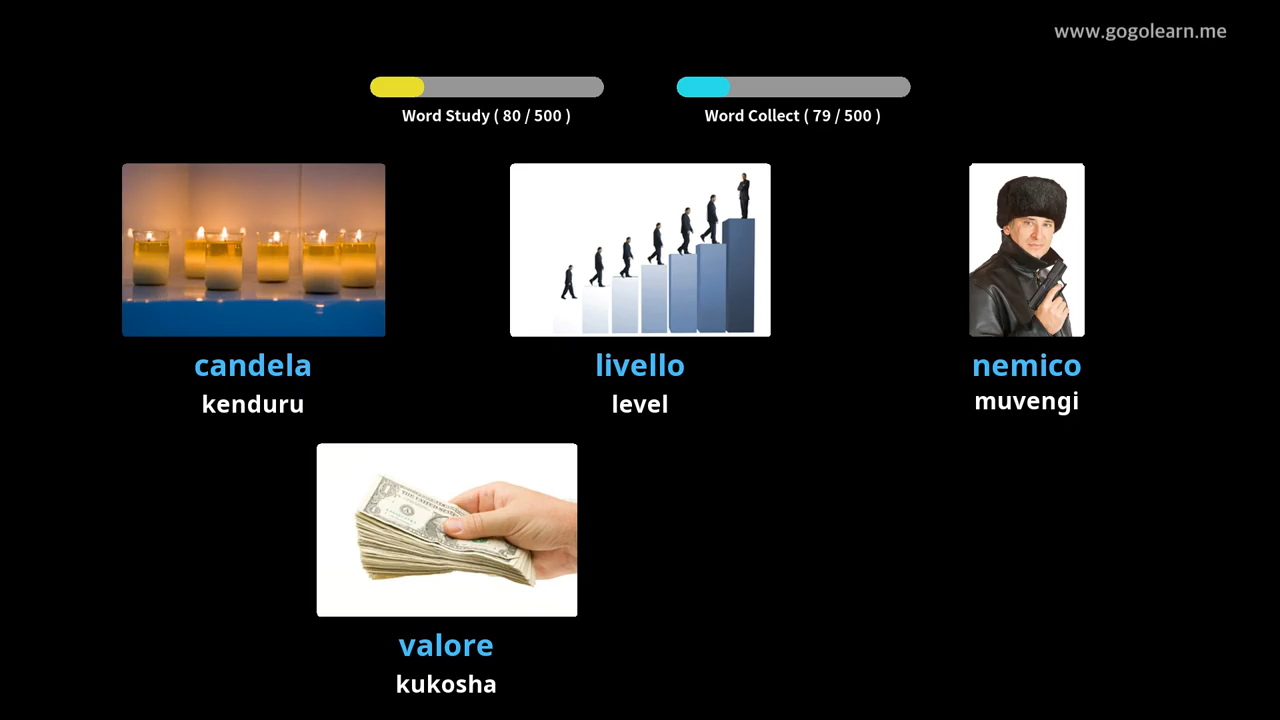 www.gogolearn.me
Word Study ( 80 / 500 )
Word Collect ( 79 / 500 )
candela
kenduru
livello
level
nemico
muvengi
valore
kukosha